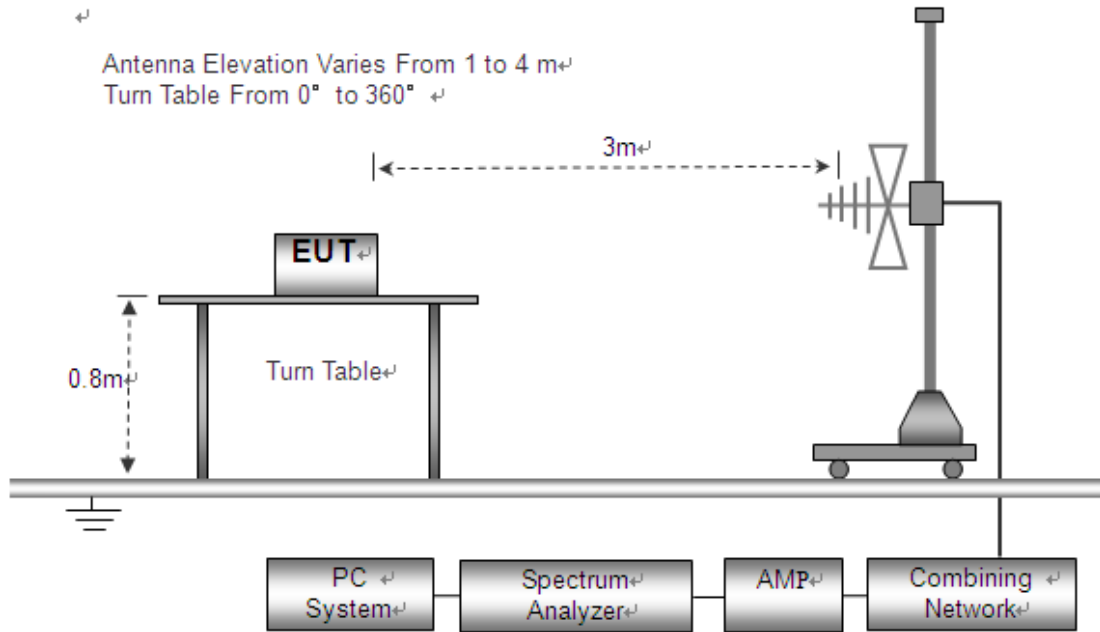 Antenna Elevation Varies From 1 to 4 m
Turn Table From 0° to 360°
3m
EUT
0.8m
Turn Table
PC
System
Spectrum
Analyzer
AMP
Combining
Network